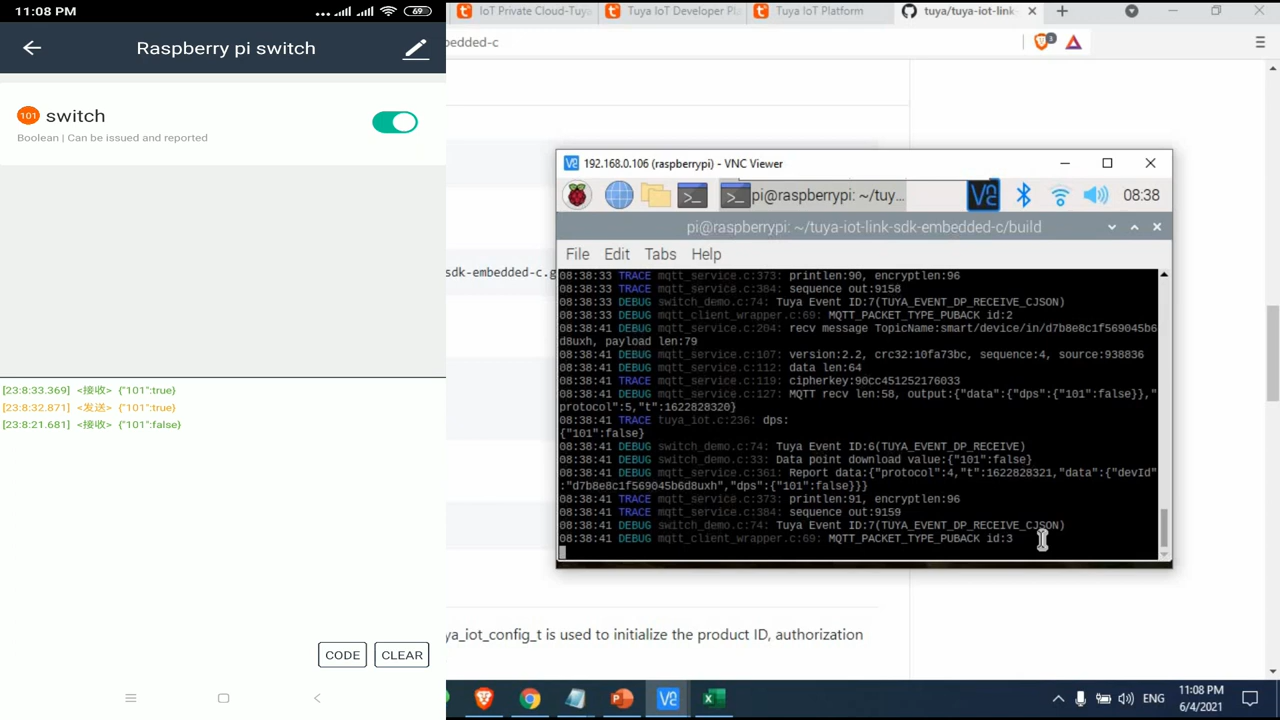 11:08 PM
69
Raspberry pi switch
101 switch
Boolean | Can be issued and reported
[23:8:33.369] <接收> {"101":true}
[23:8:32.871] <发送> {"101":true}
[23:8:21.681] <接收> {"101":false}
CODE
CLEAR
IoT Private Cloud-Tuya
Tuya IoT Developer Pl
Tuya IoT Platform
tuya/tuya-iot-link-s
edded-c
3
sdk-embedded-c.g
192.168.0.106 (raspberrypi) - VNC Viewer
pi@raspberrypi: ~/tuy...
08:38
pi@raspberrypi: ~/tuya-iot-link-sdk-embedded-c/build
File Edit Tabs Help
08:38:33 TRACE mqtt_service.c:373: printlen:90, encryptlen:96
08:38:33 TRACE mqtt_service.c:384: sequence out:9158
08:38:33 DEBUG switch_demo.c:74: Tuya Event ID:7(TUYA_EVENT_DP_RECEIVE_CJSON)
08:38:33 DEBUG mqtt_client_wrapper.c:69: MQTT_PACKET_TYPE_PUBACK id:2
08:38:41 DEBUG mqtt_service.c:204: recv message TopicName:smart/device/in/d7b8e8c1f569045b6
d8uxh, payload len:79
08:38:41 DEBUG mqtt_service.c:107: version:2.2, crc32:10fa73bc, sequence:4, source:938836
08:38:41 DEBUG mqtt_service.c:112: data len:64
08:38:41 TRACE mqtt_service.c:119: cipherkey:90cc451252176033
08:38:41 DEBUG mqtt_service.c:127: MQTT recv len:58, output:{"data":{"dps":{"101":false}},"
protocol":5,"t":1622828320}
08:38:41 TRACE tuya_iot.c:236: dps:
{"101":false}
08:38:41 DEBUG switch_demo.c:74: Tuya Event ID:6(TUYA_EVENT_DP_RECEIVE)
08:38:41 DEBUG switch_demo.c:33: Data point download value:{"101":false}
08:38:41 DEBUG mqtt_service.c:361: Report data:{"protocol":4,"t":1622828321,"data":{"devId"
:"d7b8e8c1f569045b6d8uxh","dps":{"101":false}}}
08:38:41 TRACE mqtt_service.c:373: printlen:91, encryptlen:96
08:38:41 TRACE mqtt_service.c:384: sequence out:9159
08:38:41 DEBUG switch_demo.c:74: Tuya Event ID:7(TUYA_EVENT_DP_RECEIVE_CJSON)
08:38:41 DEBUG mqtt_client_wrapper.c:69: MQTT_PACKET_TYPE_PUBACK id:3
ya_iot_config_t is used to initialize the product ID, authorization
ENG
11:08 PM
6/4/2021